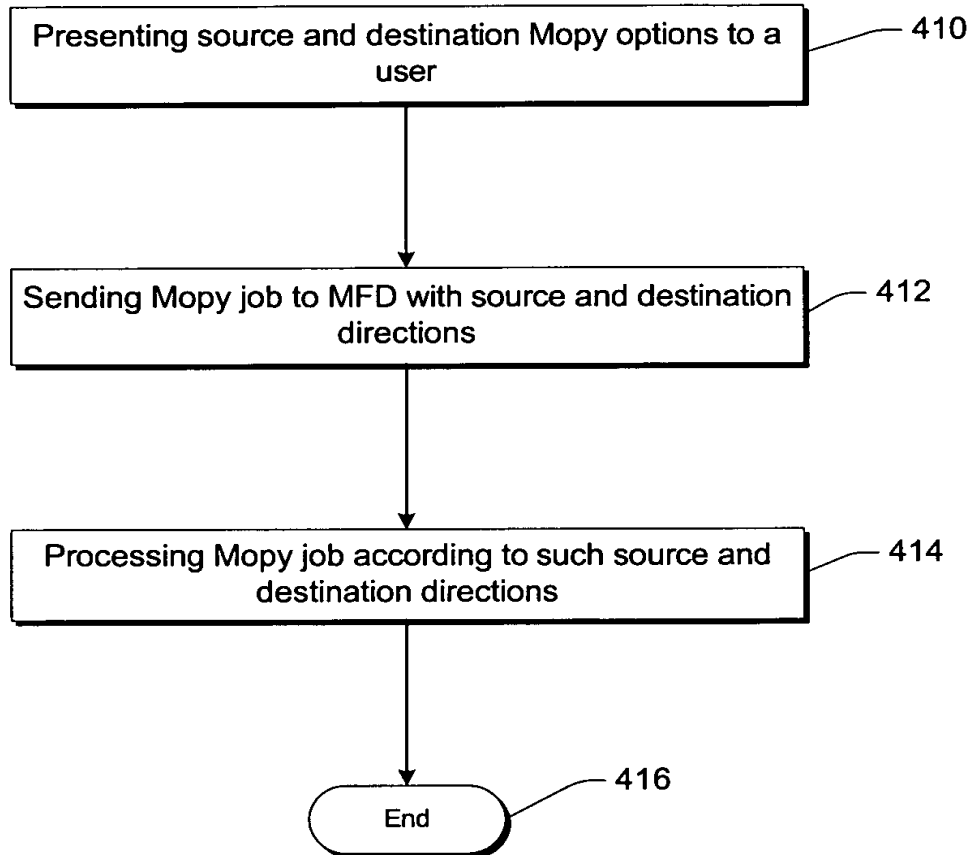 Presenting source and destination Mopy options to a
user
410
Sending Mopy job to MFD with source and destination
directions
412
Processing Mopy job according to such source and
destination directions
414
End
416